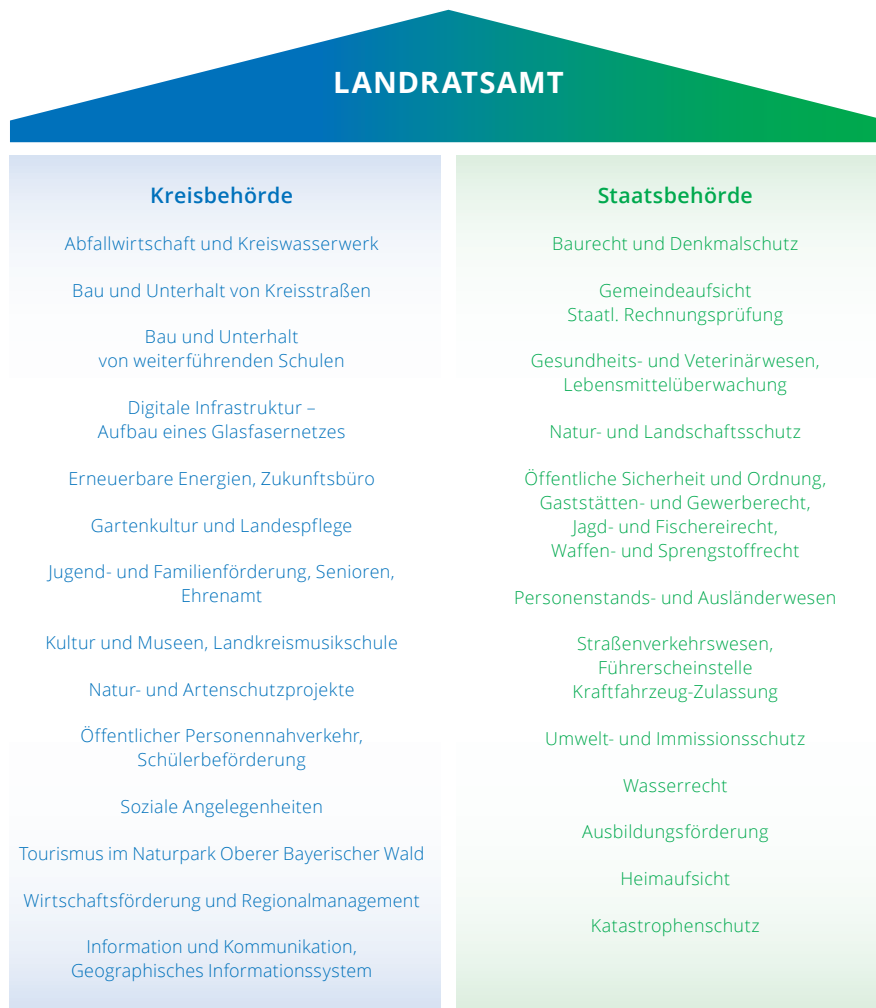 LANDRATSAMT
Kreisbehörde
Abfallwirtschaft und Kreiswasserwerk
Bau und Unterhalt von Kreisstraßen
Bau und Unterhalt
von weiterführenden Schulen
Digitale Infrastruktur –
Aufbau eines Glasfasernetzes
Erneuerbare Energien, Zukunftsbüro
Gartenkultur und Landespflege
Jugend- und Familienförderung, Senioren,
Ehrenamt
Kultur und Museen, Landkreismusikschule
Natur- und Artenschutzprojekte
Öffentlicher Personennahverkehr,
Schülerbeförderung
Soziale Angelegenheiten
Tourismus im Naturpark Oberer Bayerischer Wald
Wirtschaftsförderung und Regionalmanagement
Information und Kommunikation,
Geographisches Informationssystem
Staatsbehörde
Baurecht und Denkmalschutz
Gemeindeaufsicht
Staatl. Rechnungsprüfung
Gesundheits- und Veterinärwesen,
Lebensmittelüberwachung
Natur- und Landschaftsschutz
Öffentliche Sicherheit und Ordnung,
Gaststätten- und Gewerberecht,
Jagd- und Fischereirecht,
Waffen- und Sprengstoffrecht
Personenstands- und Ausländerwesen
Straßenverkehrswesen,
Führerscheinstelle
Kraftfahrzeug-Zulassung
Umwelt- und Immissionsschutz
Wasserrecht
Ausbildungsförderung
Heimaufsicht
Katastrophenschutz